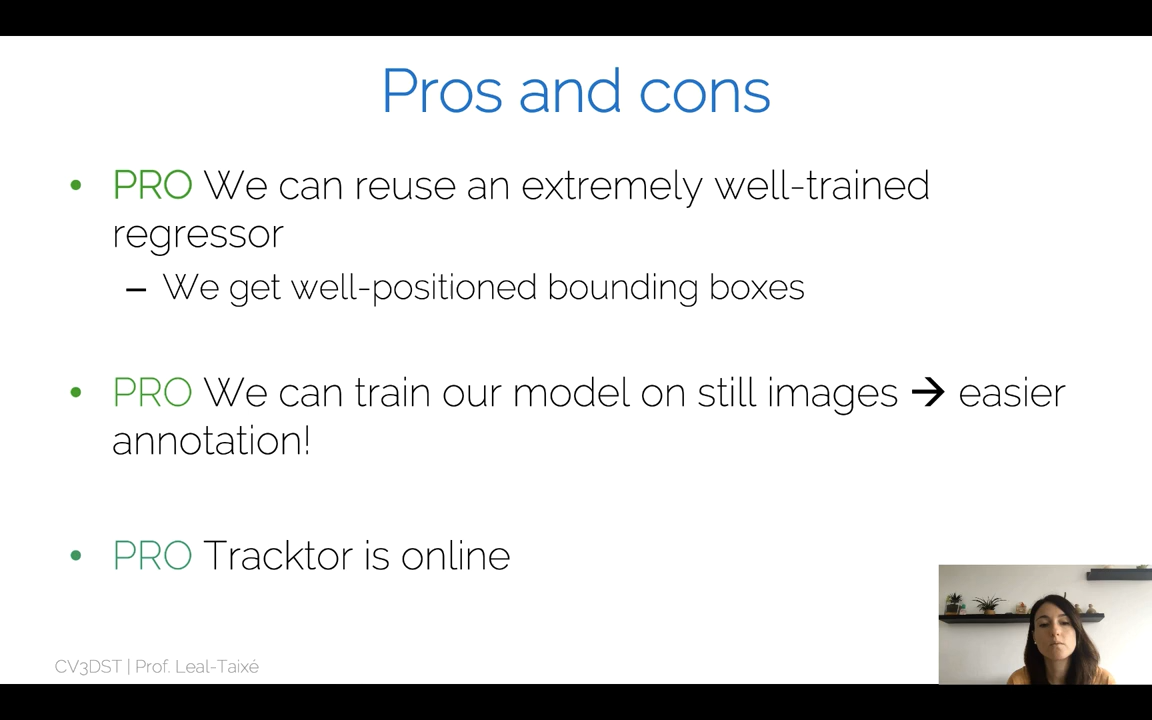 Pros and cons
• PRO We can reuse an extremely well-trained
regressor
– We get well-positioned bounding boxes
• PRO We can train our model on still images → easier
annotation!
• PRO Tracktor is online
CV3DST | Prof. Leal-Taixé